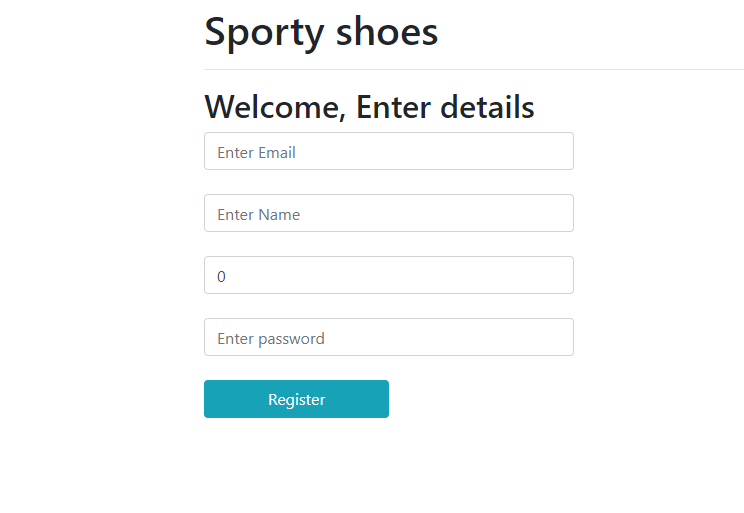 Sporty shoes
Welcome, Enter details
Enter Email
Enter Name
0
Enter password
Register